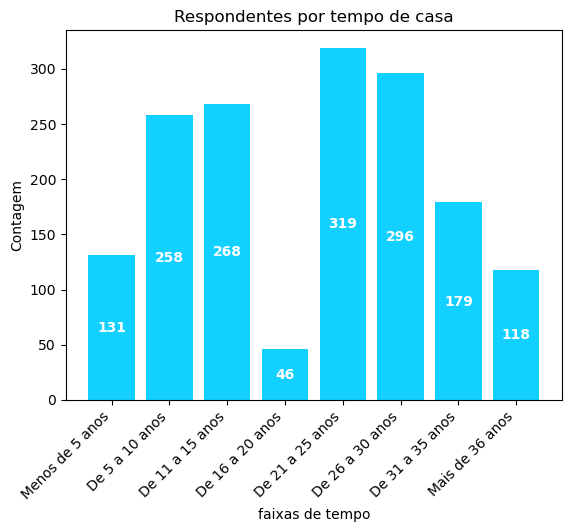 Respondentes por tempo de casa
Contagem
300
250
200
150
100
50
0
131
258
268
46
319
296
179
118
Menos de 5 anos
De 5 a 10 anos
De 11 a 15 anos
De 16 a 20 anos
De 21 a 25 anos
De 26 a 30 anos
De 31 a 35 anos
Mais de 36 anos
faixas de tempo